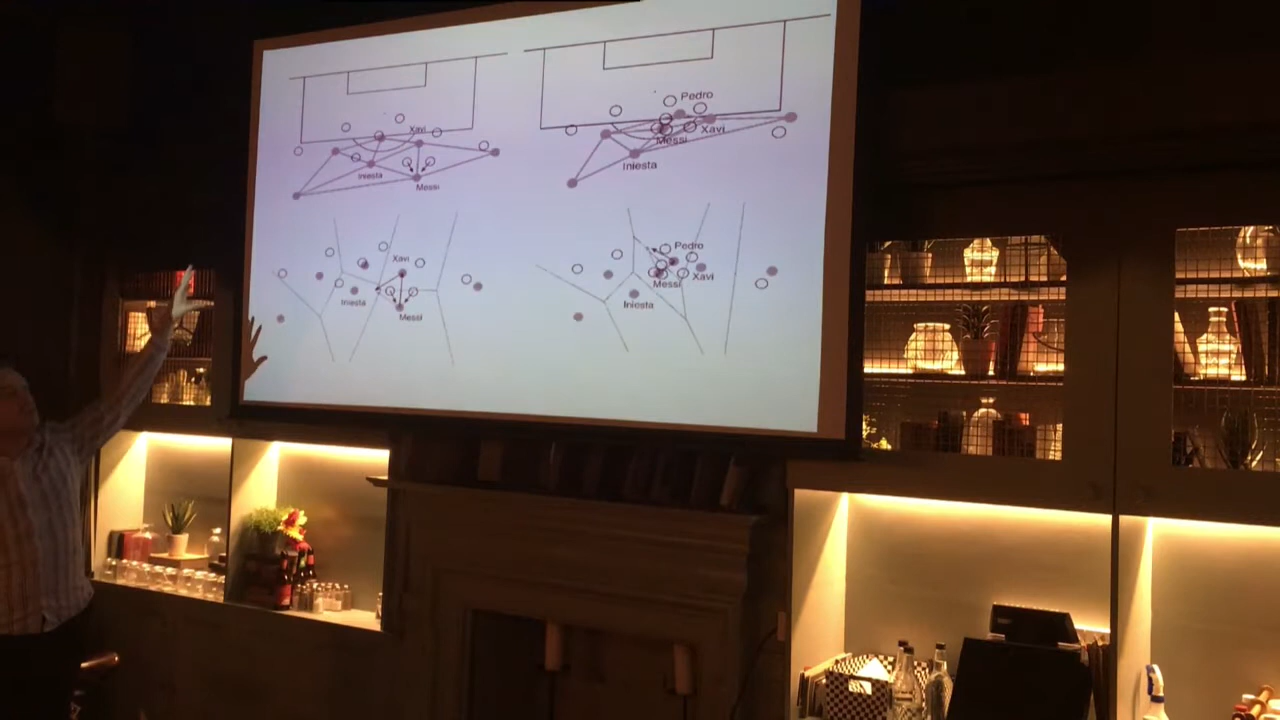 Xavi
Iniesta
Messi
Pedro
Xavi
Messi
Iniesta
Xavi
Iniesta
Messi
Pedro
Xavi
Messi
Iniesta